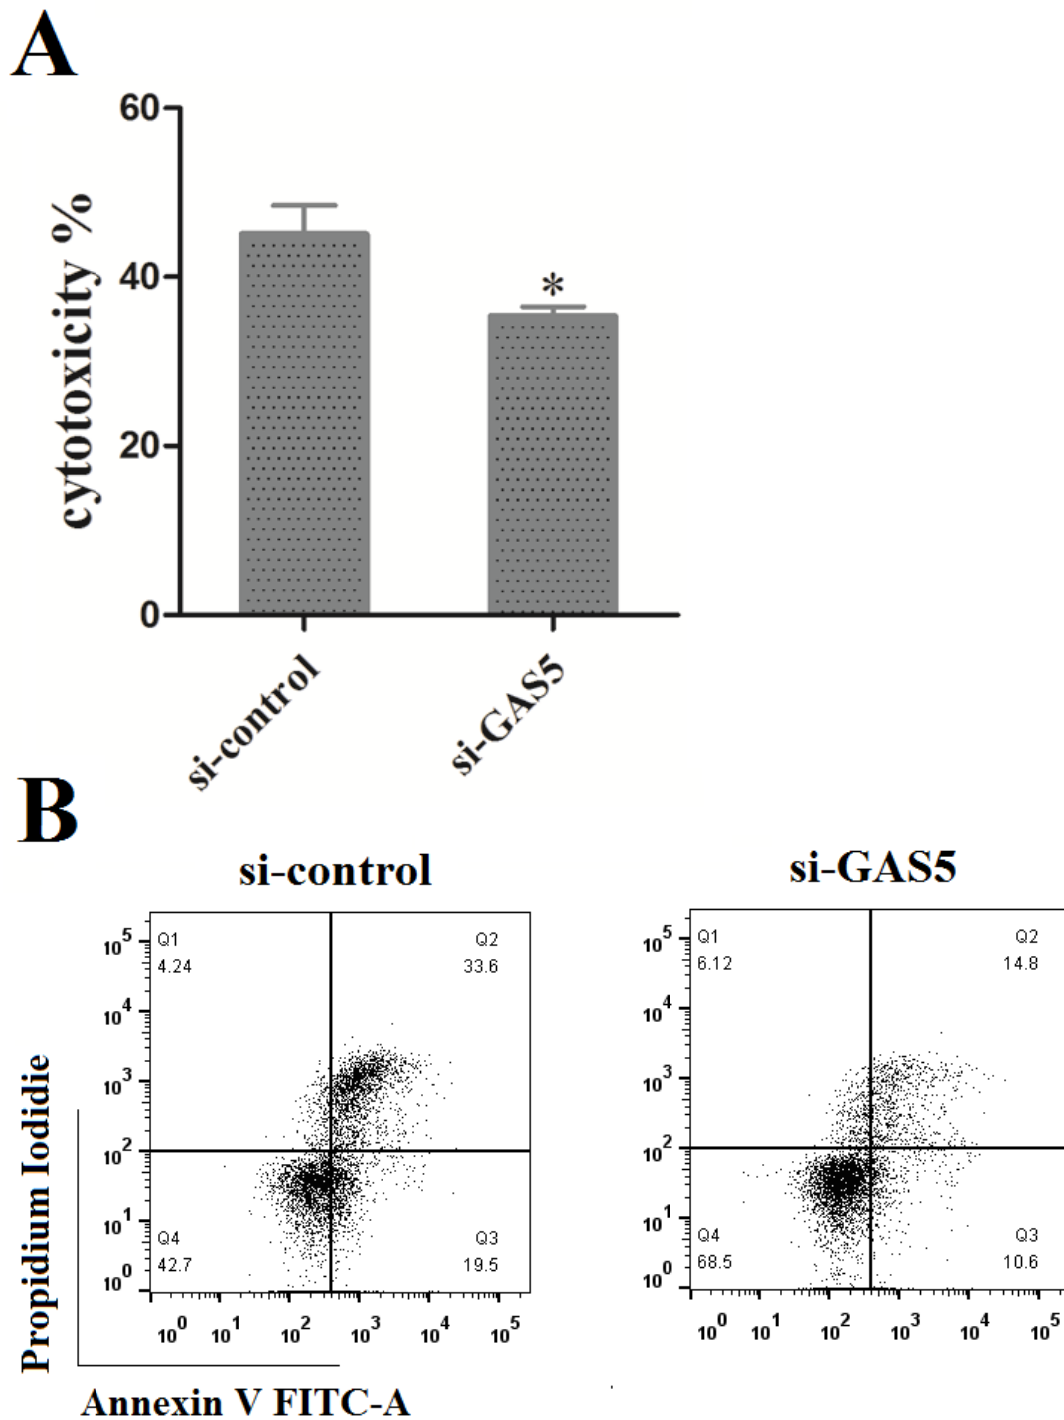 A
60
40
20
0
cytotoxicity %
*
si-control
si-GAS5
B
si-control
si-GAS5
Q1
4.24
Q2
33.6
Q4
42.7
Q3
19.5
10^5
10^4
10^3
10^2
10^1
10^0
10^0 10^1 10^2 10^3 10^4 10^5
Q1
6.12
Q2
14.8
Q4
68.5
Q3
10.6
10^5
10^4
10^3
10^2
10^1
10^0
10^0 10^1 10^2 10^3 10^4 10^5
Propidium Iodidie
Annexin V FITC-A